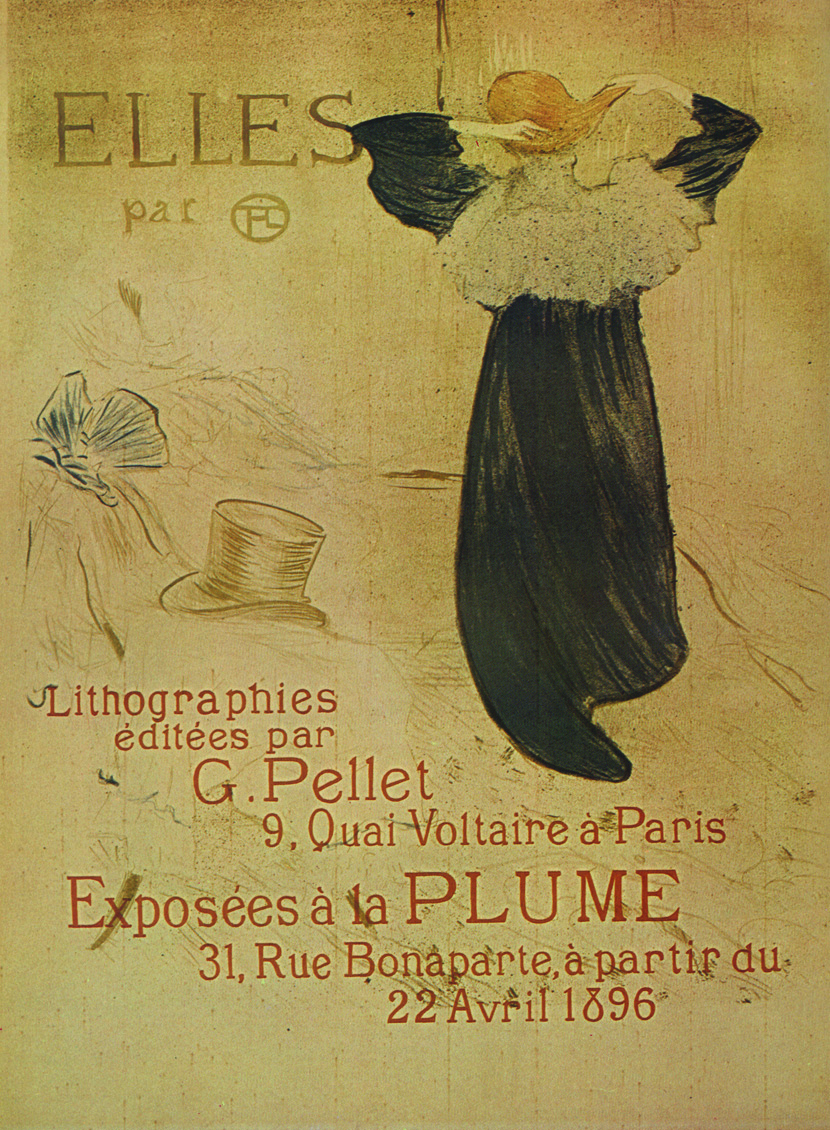 ELLES
par HTL
Lithographies
éditées par
G. Pellet
9, Quai Voltaire à Paris
Exposées à la PLUME
31, Rue Bonaparte, à partir du
22 Avril 1896